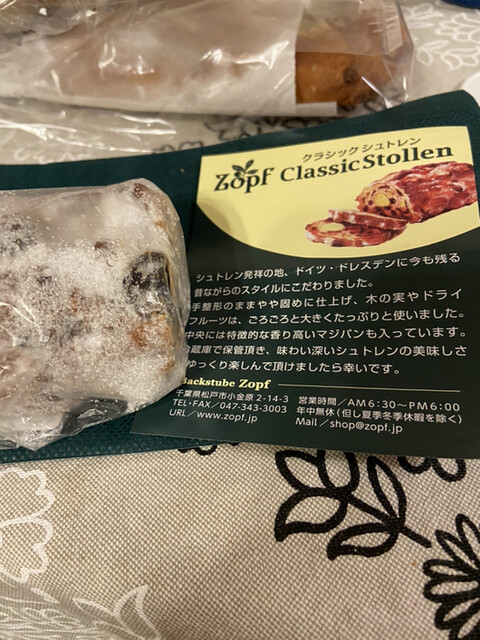 クラシックシュトレン
Zopf Classic Stollen
シュトレン発祥の地、ドイツ・ドレスデンに今も残る
昔ながらのスタイルにこだわりました。
手整形のままやや固めに仕上げ、木の実やドライ
フルーツは、ごろごろと大きくたっぷりと使いました。
中央には特徴的な香り高いマジパンも入っています。
冷蔵庫で保管頂き、味わい深いシュトレンの美味しさ
ゆっくり楽しんで頂けましたら幸いです。
Backstube Zopf
千葉県松戸市小金原2-14-3 営業時間/AM6:30〜PM6:00
TEL・FAX/047-343-3003 年中無休(但し夏季冬季休暇を除く)
URL/www.zopf.jp Mail/shop@zopf.jp